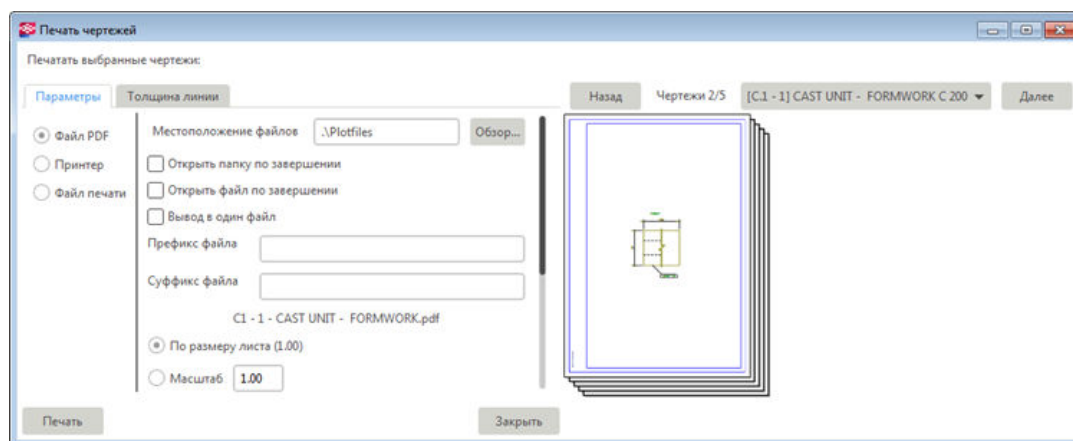 Печать чертежей
Печатать выбранные чертежи:
Параметры Толщина линии
Назад Чертежи 2/5 [C.1 - 1] CAST UNIT - FORMWORK C 200 Далее
Файл PDF
Принтер
Файл печати
Местоположение файлов .\Plotfiles Обзор...
Открыть папку по завершении
Открыть файл по завершении
Вывод в один файл
Префикс файла
Суффикс файла
C1 - 1 - CAST UNIT - FORMWORK.pdf
По размеру листа (1.00)
Масштаб 1.00
Печать Закрыть